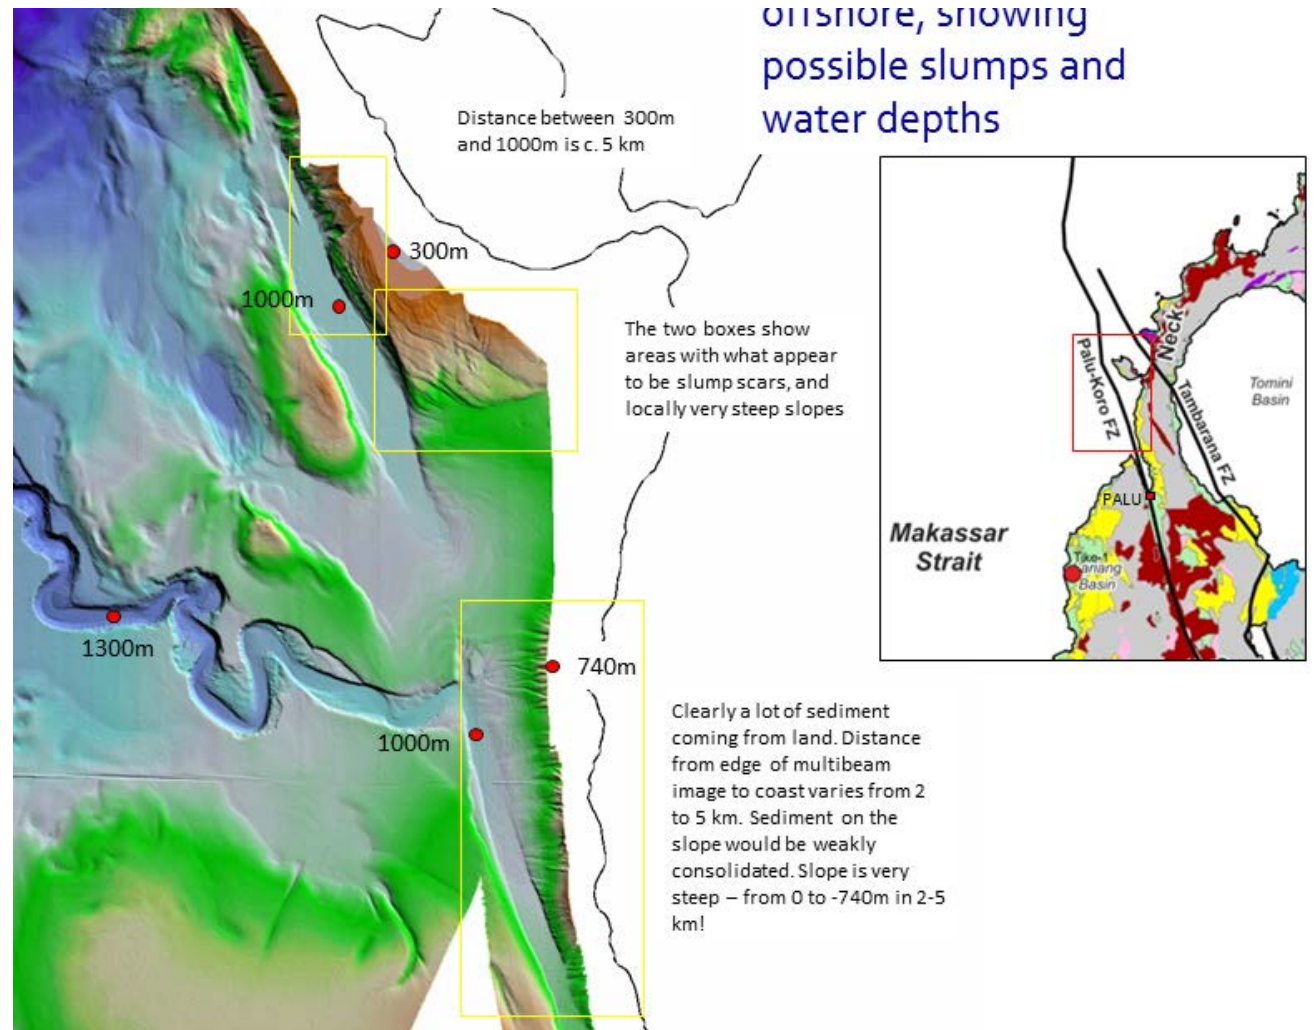 offshore, showing
possible slumps and
water depths
Distance between 300m
and 1000m is c. 5 km
300m
1000m
The two boxes show
areas with what appear
to be slump scars, and
locally very steep slopes
Neck
Palu-Koro FZ
Tambarana FZ
Tomini
Basin
PALU
Makassar
Strait
Tike-1
Basin
1300m
740m
1000m
Clearly a lot of sediment
coming from land. Distance
from edge of multibeam
image to coast varies from 2
to 5 km. Sediment on the
slope would be weakly
consolidated. Slope is very
steep – from 0 to -740m in 2-5
km!